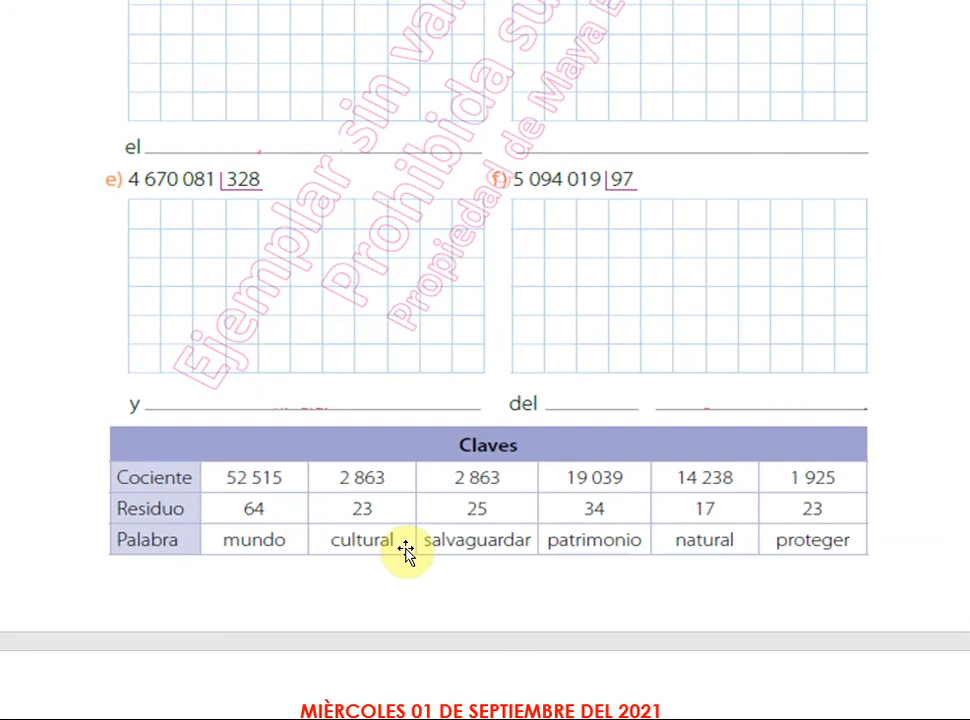 Ejemplar sin va
Prohibida su
Propiedad de Maya E
el
e) 4 670 081 328
f) 5 094 019 97
y
del
Claves
Cociente 52 515 2 863 2 863 19 039 14 238 1 925
Residuo 64 23 25 34 17 23
Palabra mundo cultural salvaguardar patrimonio natural proteger
MIÈRCOLES 01 DE SEPTIEMBRE DEL 2021